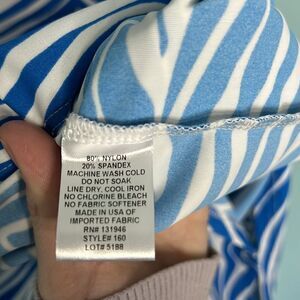 80% NYLON
20% SPANDEX
MACHINE WASH COLD
DO NOT SOAK
LINE DRY, COOL IRON
NO CHLORINE BLEACH
NO FABRIC SOFTENER
MADE IN USA OF
IMPORTED FABRIC
RN# 131946
STYLE# 160
LOT# 5188